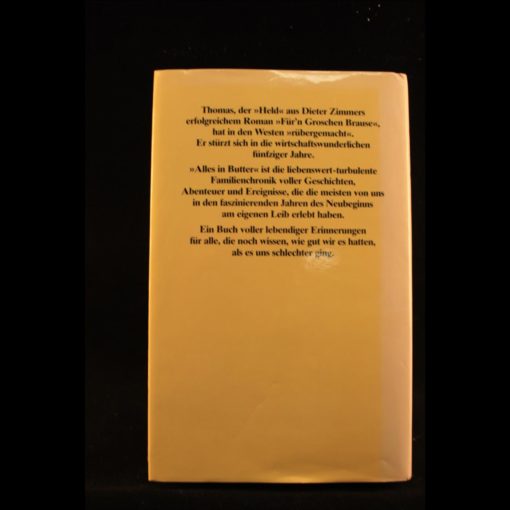 Thomas, der »Held« aus Dieter Zimmers
erfolgreichem Roman »Für'n Groschen Brause«,
hat in den Westen »rübergemacht«.
Er stürzt sich in die wirtschaftswunderlichen
fünfziger Jahre.
»Alles in Butter« ist die liebenswert-turbulente
Familienchronik voller Geschichten,
Abenteuer und Ereignisse, die die meisten von uns
in den faszinierenden Jahren des Neubeginns
am eigenen Leib erlebt haben.
Ein Buch voller lebendiger Erinnerungen
für alle, die noch wissen, wie gut wir es hatten,
als es uns schlechter ging.